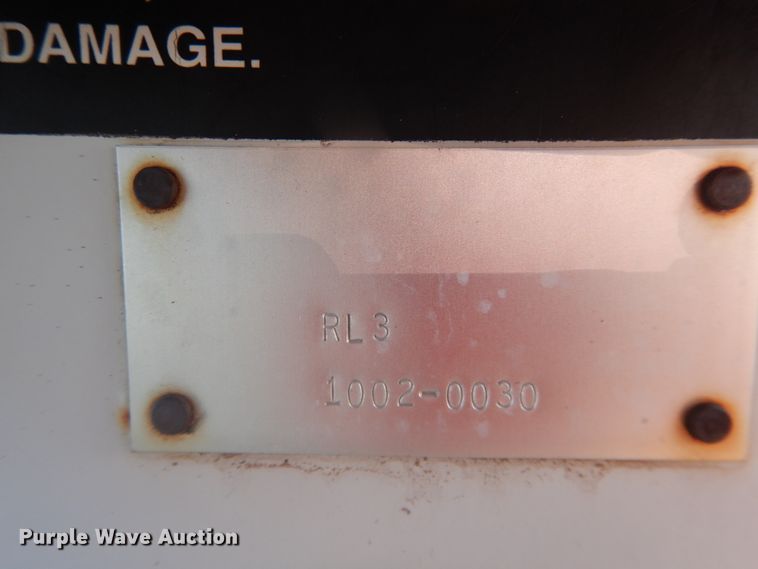 DAMAGE.
RL3
1002-0030
Purple Wave Auction